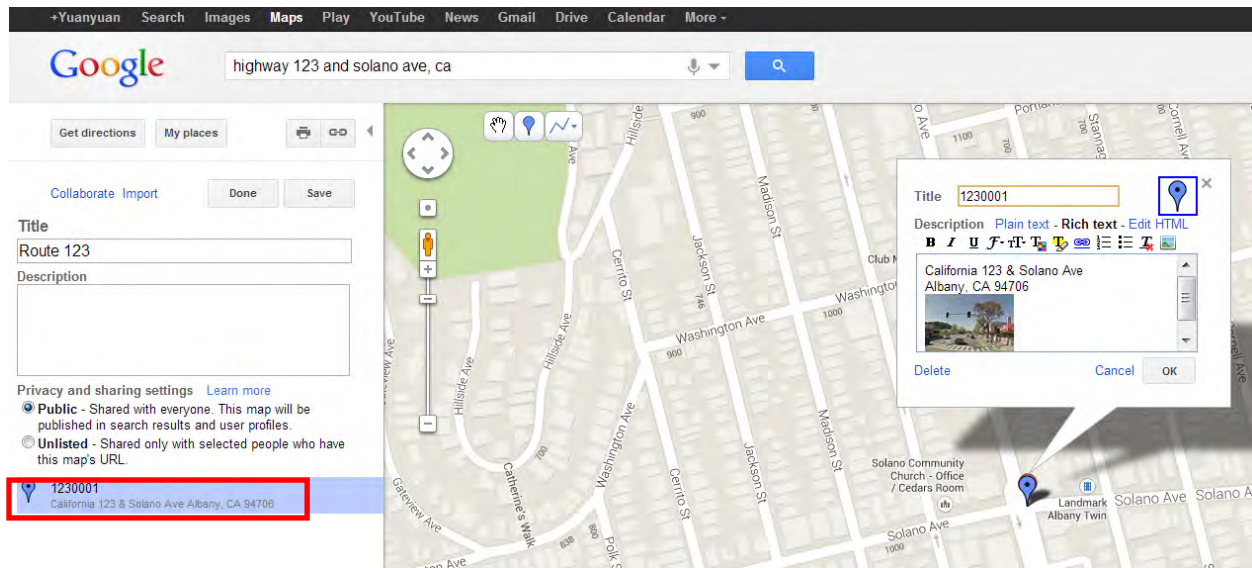 +Yuanyuan Search Images Maps Play YouTube News Gmail Drive Calendar More
Google
highway 123 and solano ave, ca
Get directions
My places
Collaborate Import
Done
Save
Title
Route 123
Description
Privacy and sharing settings Learn more
Public - Shared with everyone. This map will be
published in search results and user profiles.
Unlisted - Shared only with selected people who have
this map's URL.
1230001
California 123 & Solano Ave Albany, CA 94706
Title 1230001
Description Plain text - Rich text - Edit HTML
B I U
California 123 & Solano Ave
Albany, CA 94706
Delete
Cancel
OK
Hillside Ave
900
1100
700
700
Cornell Ave
Madison St
Jackson St
746
Cerrito St
Club
Washington
1000
Washington Ave
900
Hillside Ave
Hillside Ave
Washington Ave
Madison St
Jackson St
Cerrito St
Catherine's Walk
700
Gateview Ave
838
800
Polk St
Solano Community
Church - Office
/ Cedars Room
Landmark
Albany Twin
Solano Ave
Solano Ave
1000